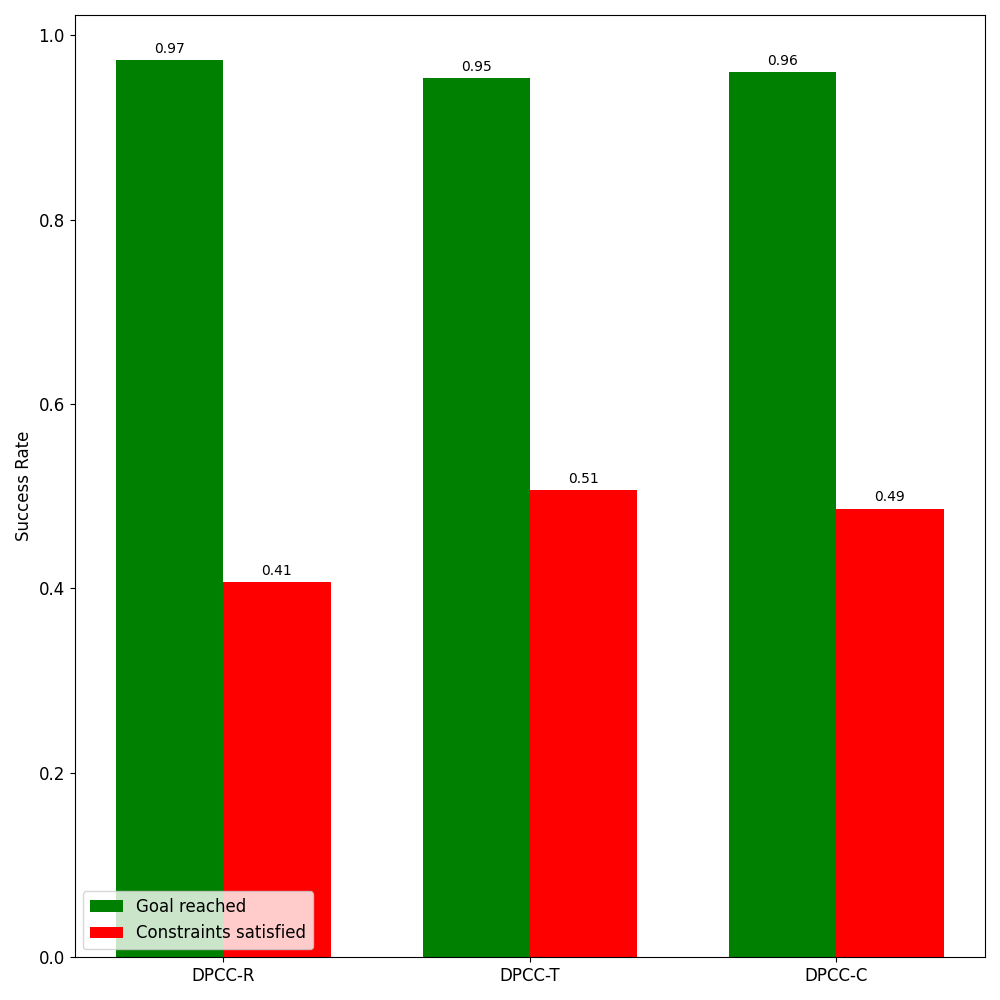 1.0
0.8
0.6
0.4
0.2
0.0
Success Rate
0.97
0.41
0.95
0.51
0.96
0.49
Goal reached
Constraints satisfied
DPCC-R
DPCC-T
DPCC-C